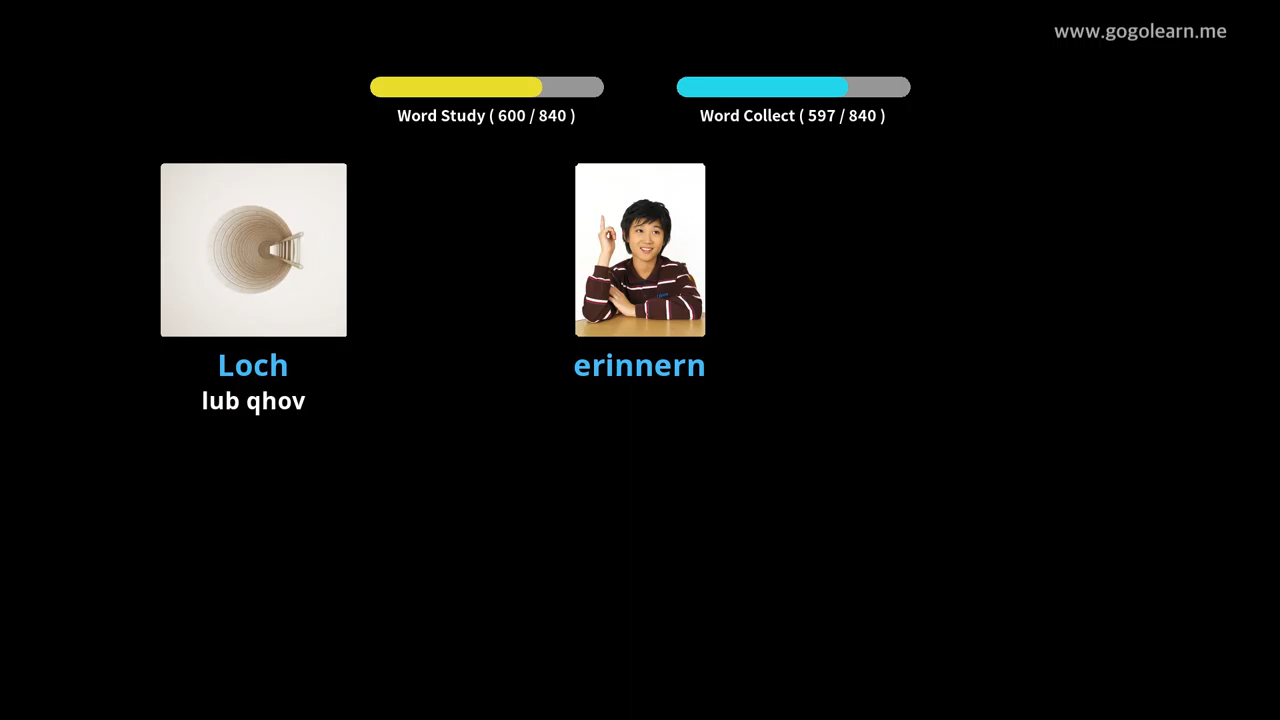 www.gogolearn.me
Word Study ( 600 / 840 )
Word Collect ( 597 / 840 )
Loch
lub qhov
erinnern